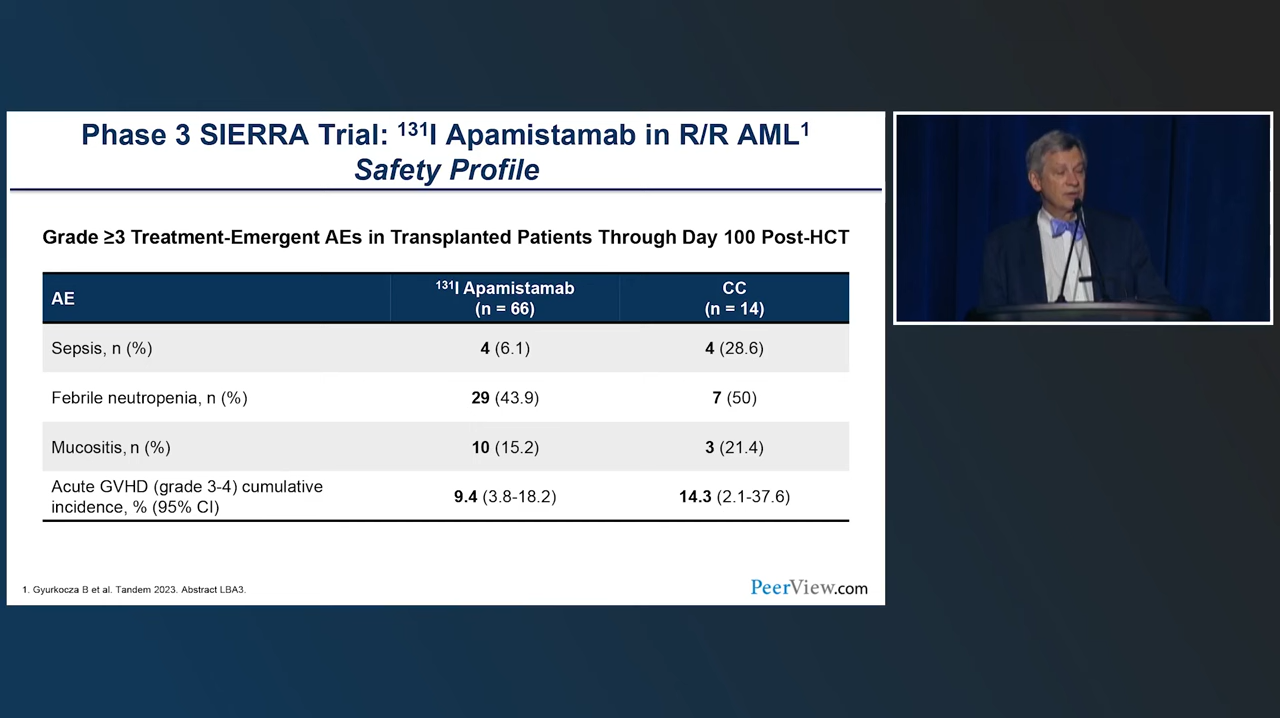 Phase 3 SIERRA Trial: ¹³¹I Apamistamab in R/R AML¹
Safety Profile
Grade ≥3 Treatment-Emergent AEs in Transplanted Patients Through Day 100 Post-HCT
AE
¹³¹I Apamistamab
(n = 66)
CC
(n = 14)
Sepsis, n (%)
4 (6.1)
4 (28.6)
Febrile neutropenia, n (%)
29 (43.9)
7 (50)
Mucositis, n (%)
10 (15.2)
3 (21.4)
Acute GVHD (grade 3-4) cumulative
incidence, % (95% CI)
9.4 (3.8-18.2)
14.3 (2.1-37.6)
1. Gyurkocza B et al. Tandem 2023. Abstract LBA3.
PeerView.com